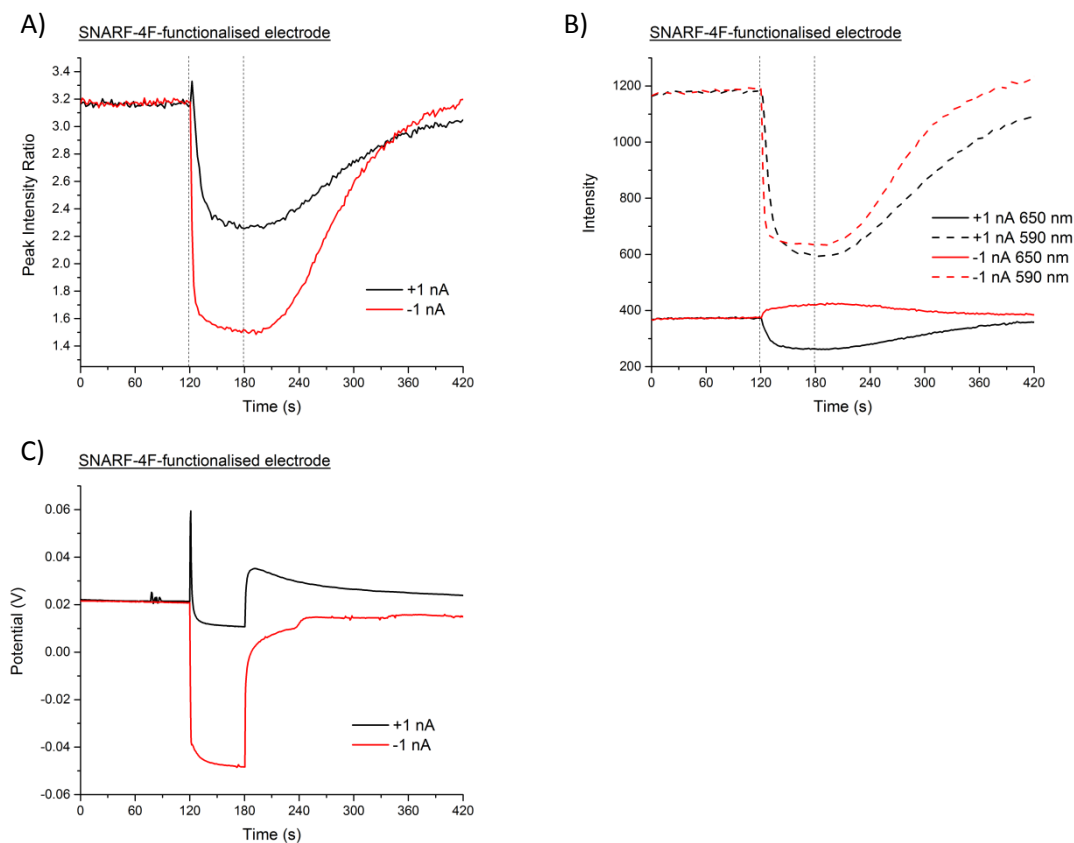 A)
SNARF-4F-functionalised electrode
3.4
3.2
3.0
2.8
2.6
2.4
2.2
2.0
1.8
1.6
1.4
Peak Intensity Ratio
+1 nA
-1 nA
0 60 120 180 240 300 360 420
Time (s)
B)
SNARF-4F-functionalised electrode
1200
1000
800
600
400
200
Intensity
+1 nA 650 nm
+1 nA 590 nm
-1 nA 650 nm
-1 nA 590 nm
0 60 120 180 240 300 360 420
Time (s)
C)
SNARF-4F-functionalised electrode
0.06
0.04
0.02
0.00
-0.02
-0.04
-0.06
Potential (V)
+1 nA
-1 nA
0 60 120 180 240 300 360 420
Time (s)